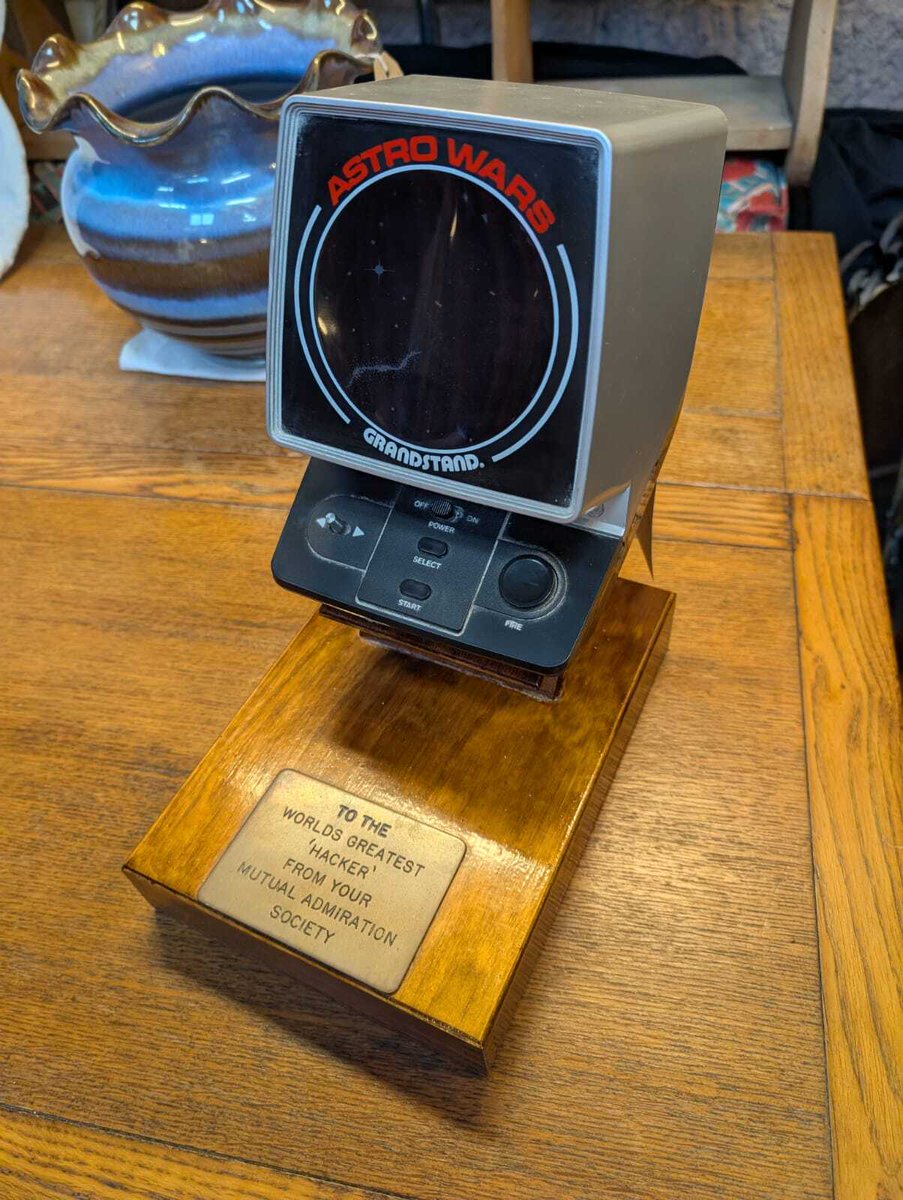 ASTRO WARS
GRANDSTAND.
OFF ON
POWER
SELECT
START
FIRE
TO THE
WORLDS GREATEST
'HACKER'
FROM YOUR
MUTUAL ADMIRATION
SOCIETY